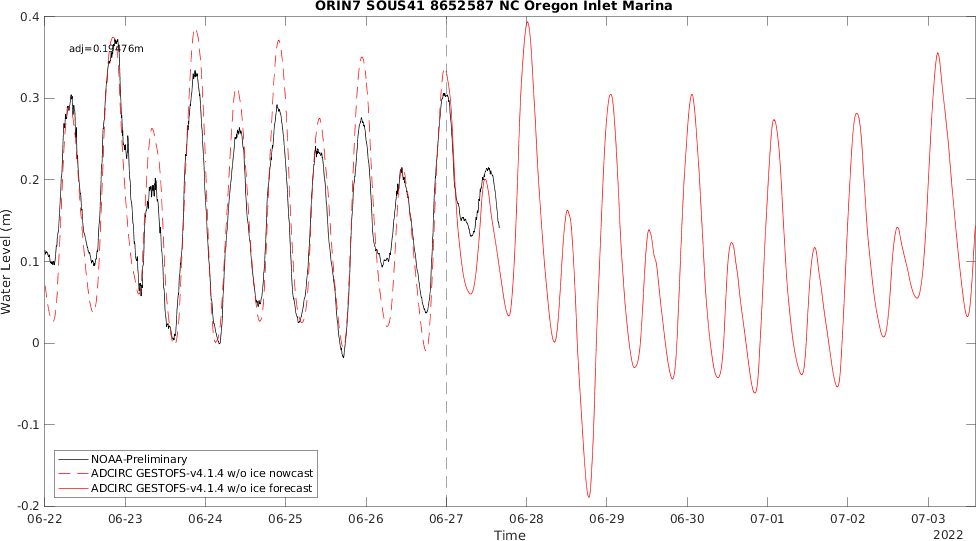 ORIN7 SOUS41 8652587 NC Oregon Inlet Marina
adj=0.19476m
0.4
0.3
0.2
0.1
0
-0.1
-0.2
Water Level (m)
NOAA-Preliminary
ADCIRC GESTOFS-v4.1.4 w/o ice nowcast
ADCIRC GESTOFS-v4.1.4 w/o ice forecast
06-22 06-23 06-24 06-25 06-26 06-27 06-28 06-29 06-30 07-01 07-02 07-03
Time
2022